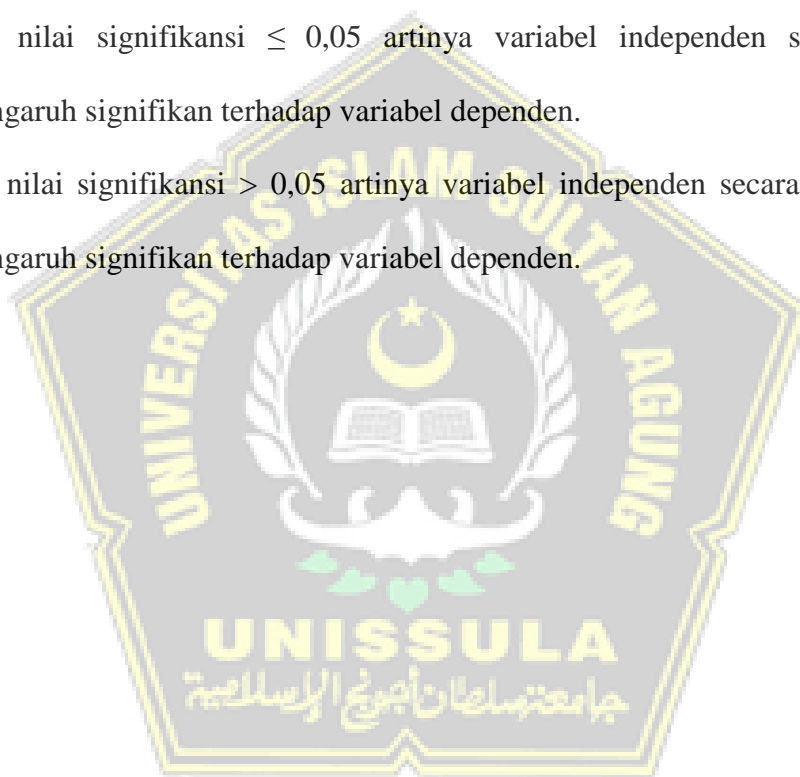 nilai signifikansi ≤ 0,05 artinya variabel independen s
ngaruh signifikan terhadap variabel dependen.
nilai signifikansi > 0,05 artinya variabel independen secara
ngaruh signifikan terhadap variabel dependen.
UNIVERSITAS ISLAM SULTAN AGUNG
UNISSULA
جامعة سلطان أجونج الإسلامية